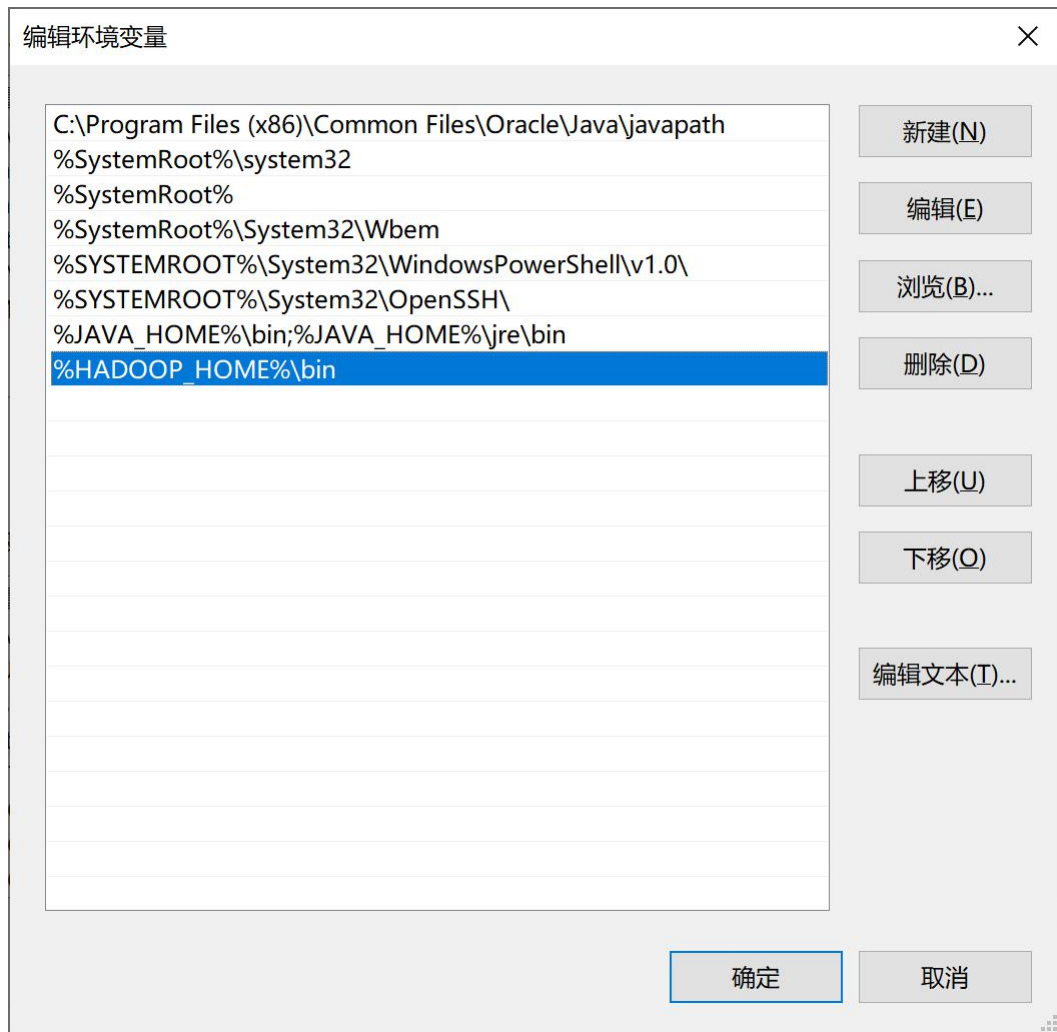 编辑环境变量
C:\Program Files (x86)\Common Files\Oracle\Java\javapath
%SystemRoot%\system32
%SystemRoot%
%SystemRoot%\System32\Wbem
%SYSTEMROOT%\System32\WindowsPowerShell\v1.0\
%SYSTEMROOT%\System32\OpenSSH\
%JAVA_HOME%\bin;%JAVA_HOME%\jre\bin
%HADOOP_HOME%\bin
新建(N)
编辑(E)
浏览(B)...
删除(D)
上移(U)
下移(O)
编辑文本(T)...
确定
取消